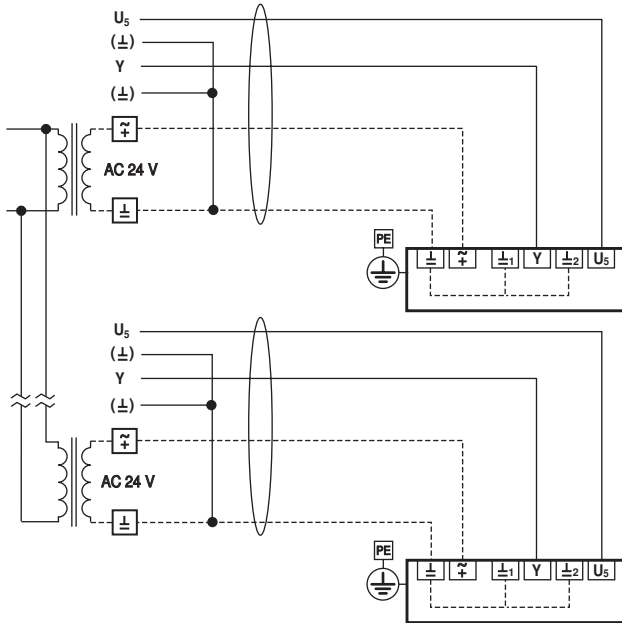 U₅
(⊥)
Y
(⊥)
~
+
AC 24 V
⊥
PE
⊥ ~
+ ⊥1 Y ⊥2 U₅
U₅
(⊥)
Y
(⊥)
~
+
AC 24 V
⊥
PE
⊥ ~
+ ⊥1 Y ⊥2 U₅